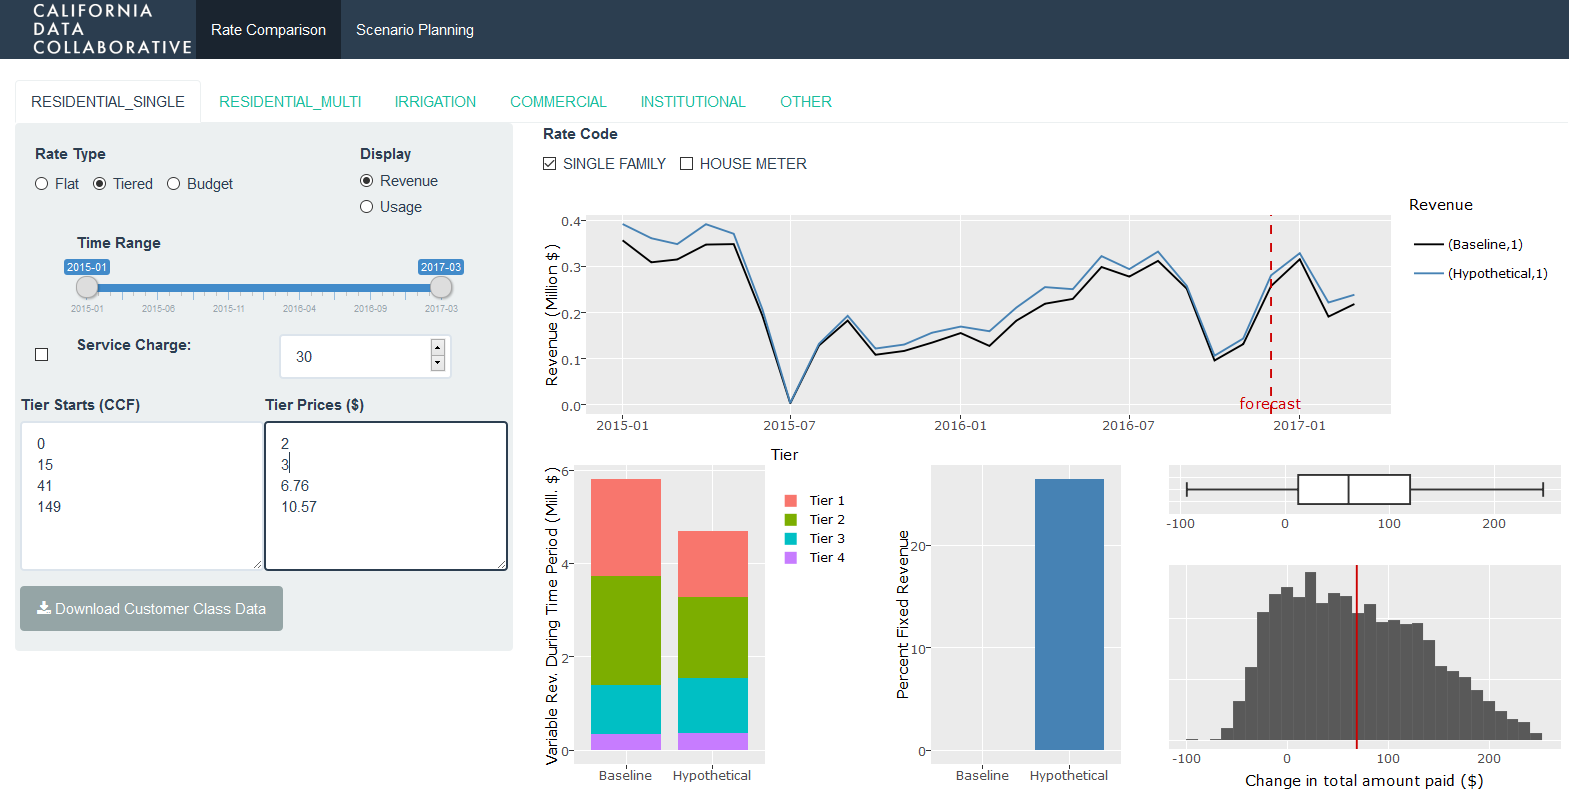 CALIFORNIA
DATA
COLLABORATIVE
Rate Comparison
Scenario Planning
RESIDENTIAL_SINGLE
RESIDENTIAL_MULTI
IRRIGATION
COMMERCIAL
INSTITUTIONAL
OTHER
Rate Type
Flat
Tiered
Budget
Display
Revenue
Usage
Time Range
2015-01
2017-03
2015-01
2015-06
2015-11
2016-04
2016-09
2017-03
Service Charge:
30
Tier Starts (CCF)
0
15
41
149
Tier Prices ($)
2
3
6.76
10.57
Download Customer Class Data
Rate Code
SINGLE FAMILY
HOUSE METER
Revenue (Million $)
0.4
0.3
0.2
0.1
0.0
forecast
2015-01
2015-07
2016-01
2016-07
2017-01
Revenue
(Baseline,1)
(Hypothetical,1)
Variable Rev. During Time Period (Mill. $)
6
4
2
0
Baseline
Hypothetical
Tier
Tier 1
Tier 2
Tier 3
Tier 4
Percent Fixed Revenue
20
10
0
Baseline
Hypothetical
-100
0
100
200
-100
0
100
200
Change in total amount paid ($)